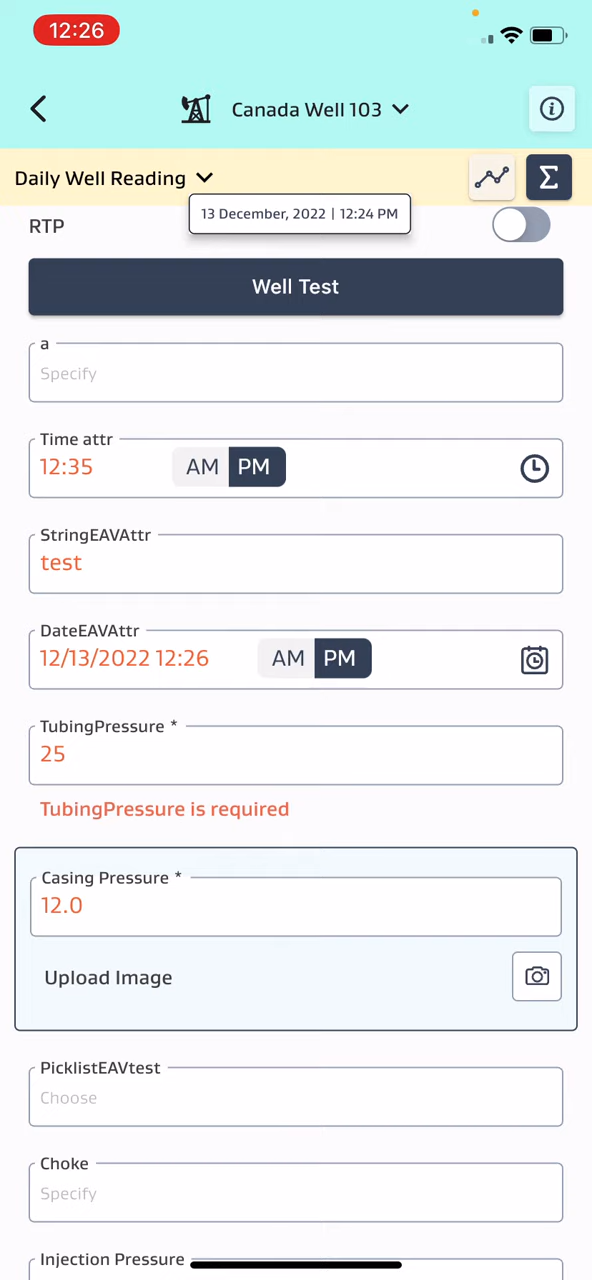 12:26
Canada Well 103
Daily Well Reading
Σ
13 December, 2022 | 12:24 PM
RTP
Well Test
a
Specify
Time attr
12:35 AM PM
StringEAVAttr
test
DateEAVAttr
12/13/2022 12:26 AM PM
TubingPressure *
25
TubingPressure is required
Casing Pressure *
12.0
Upload Image
PicklistEAVtest
Choose
Choke
Specify
Injection Pressure